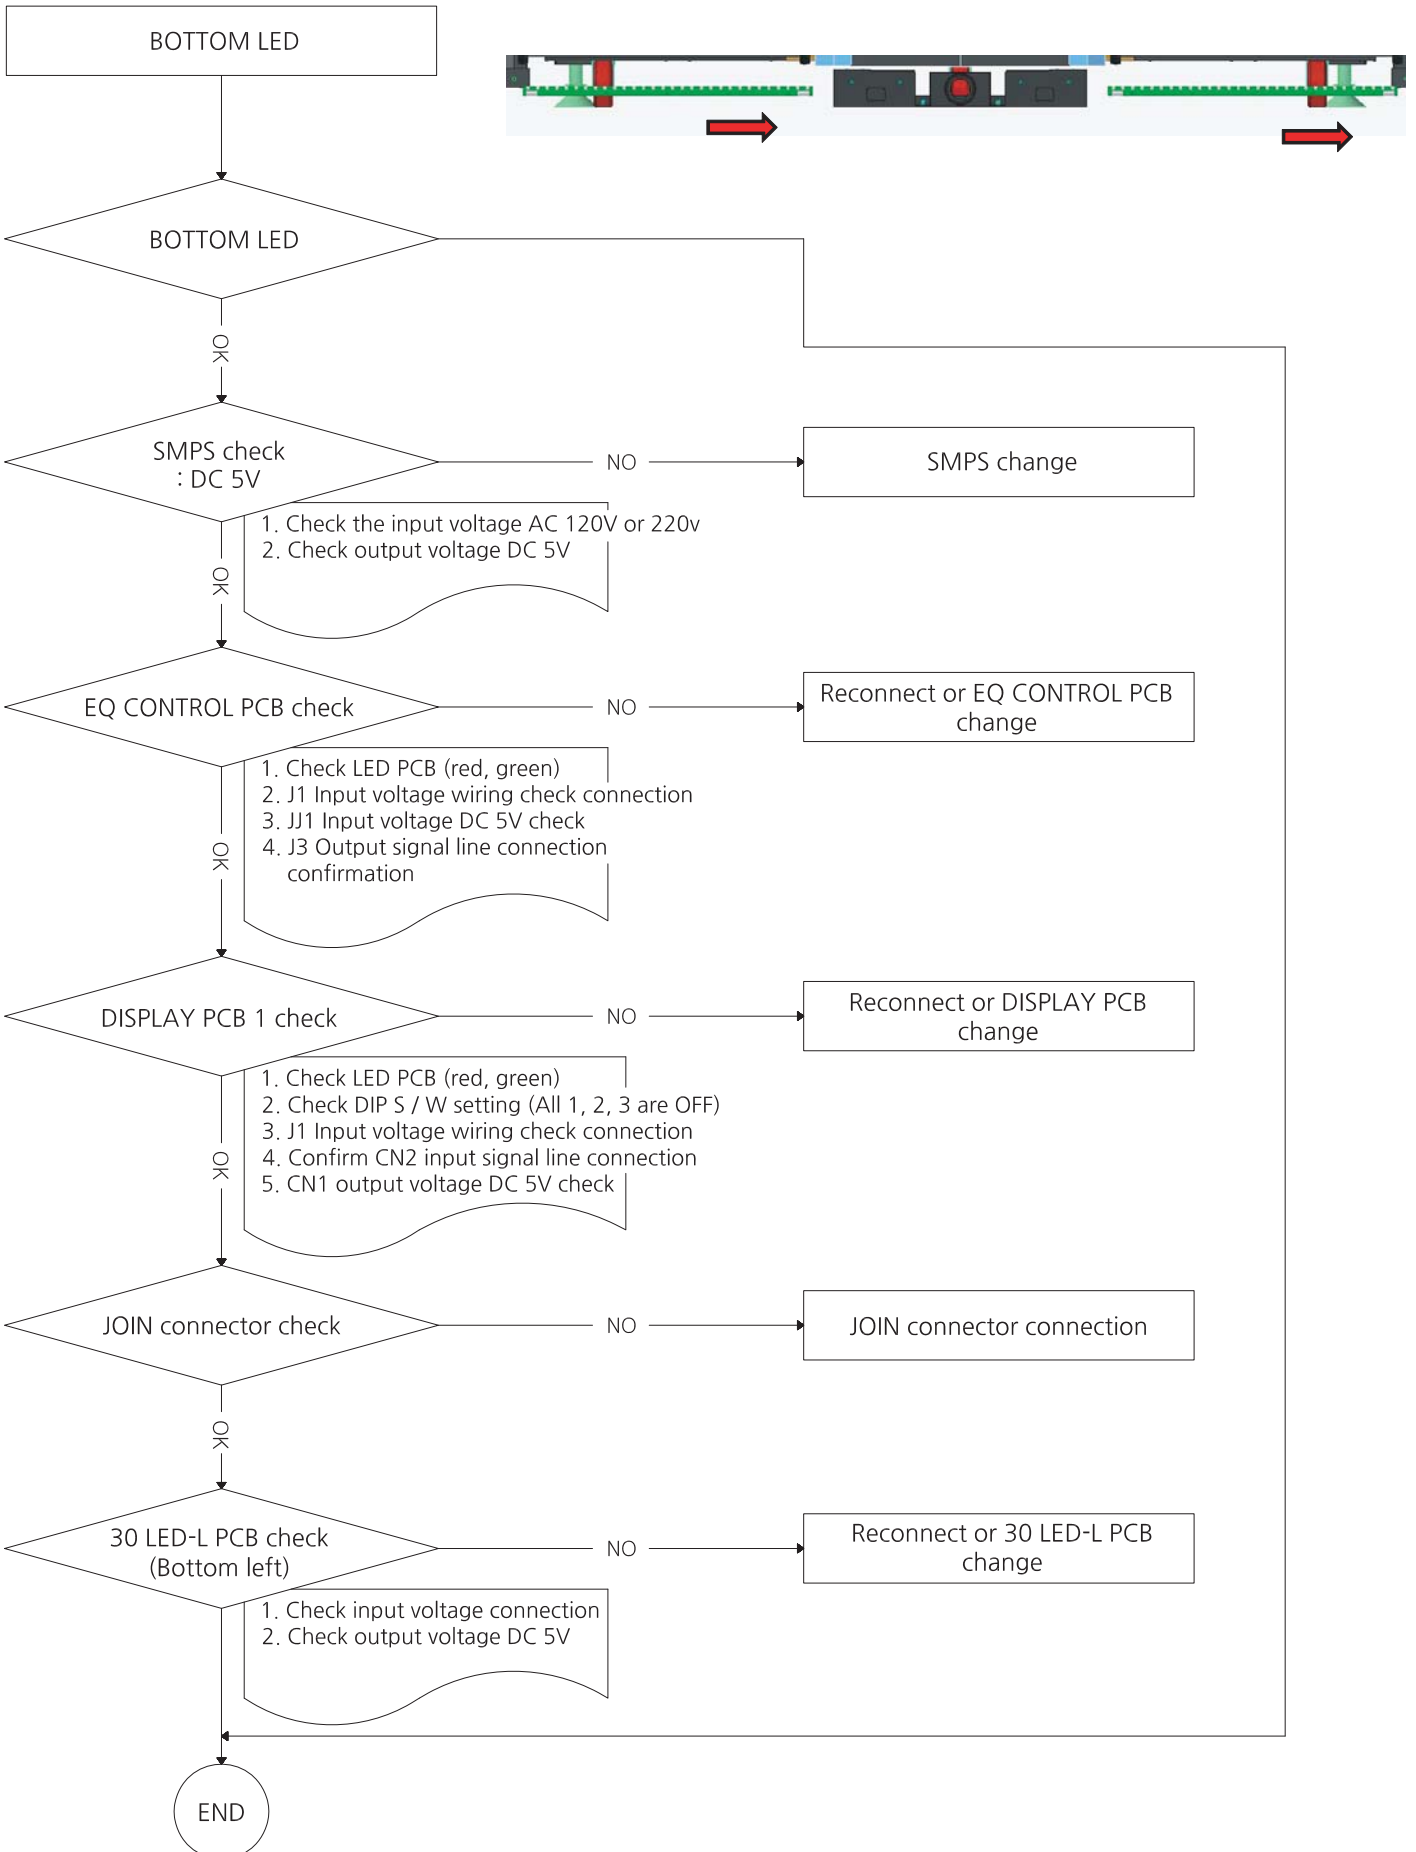 BOTTOM LED
BOTTOM LED
OK
SMPS check
: DC 5V
NO
SMPS change
1. Check the input voltage AC 120V or 220v
2. Check output voltage DC 5V
OK
EQ CONTROL PCB check
NO
Reconnect or EQ CONTROL PCB
change
1. Check LED PCB (red, green)
2. J1 Input voltage wiring check connection
3. JJ1 Input voltage DC 5V check
4. J3 Output signal line connection
confirmation
OK
DISPLAY PCB 1 check
NO
Reconnect or DISPLAY PCB
change
1. Check LED PCB (red, green)
2. Check DIP S / W setting (All 1, 2, 3 are OFF)
3. J1 Input voltage wiring check connection
4. Confirm CN2 input signal line connection
5. CN1 output voltage DC 5V check
OK
JOIN connector check
NO
JOIN connector connection
OK
30 LED-L PCB check
(Bottom left)
NO
Reconnect or 30 LED-L PCB
change
1. Check input voltage connection
2. Check output voltage DC 5V
END